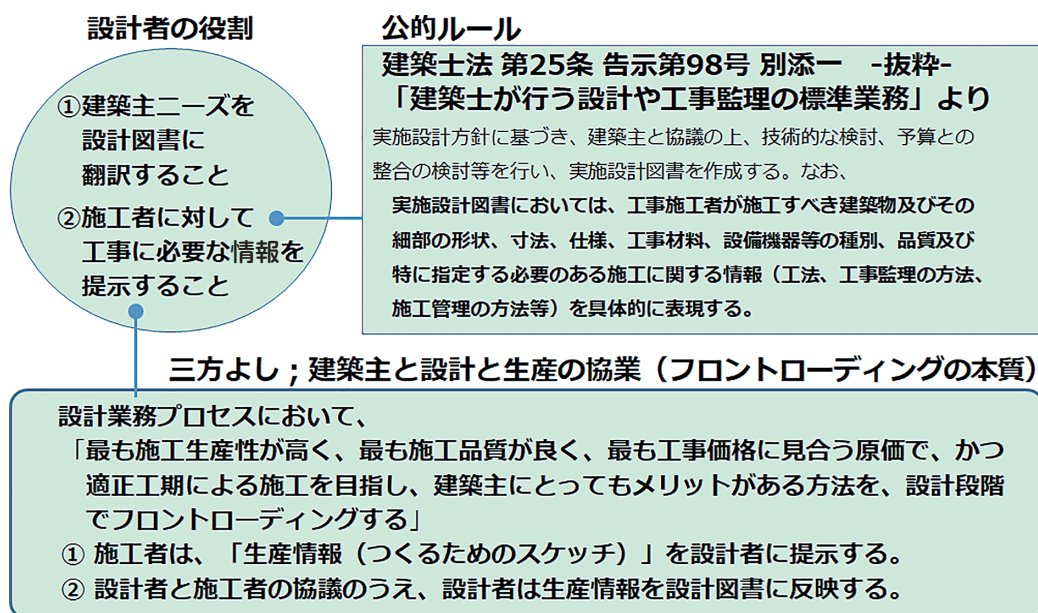 設計者の役割
①建築主ニーズを
設計図書に
翻訳すること
②施工者に対して
工事に必要な情報を
提示すること
公的ルール
建築士法 第25条 告示第98号 別添一 -抜粋-
「建築士が行う設計や工事監理の標準業務」より
実施設計方針に基づき、建築主と協議の上、技術的な検討、予算との
整合の検討等を行い、実施設計図書を作成する。なお、
実施設計図書においては、工事施工者が施工すべき建築物及びその
細部の形状、寸法、仕様、工事材料、設備機器等の種別、品質及び
特に指定する必要のある施工に関する情報（工法、工事監理の方法、
施工管理の方法等）を具体的に表現する。
三方よし；建築主と設計と生産の協業（フロントローディングの本質）
設計業務プロセスにおいて、
「最も施工生産性が高く、最も施工品質が良く、最も工事価格に見合う原価で、かつ
適正工期による施工を目指し、建築主にとってもメリットがある方法を、設計段階
でフロントローディングする」
① 施工者は、「生産情報（つくるためのスケッチ）」を設計者に提示する。
② 設計者と施工者の協議のうえ、設計者は生産情報を設計図書に反映する。